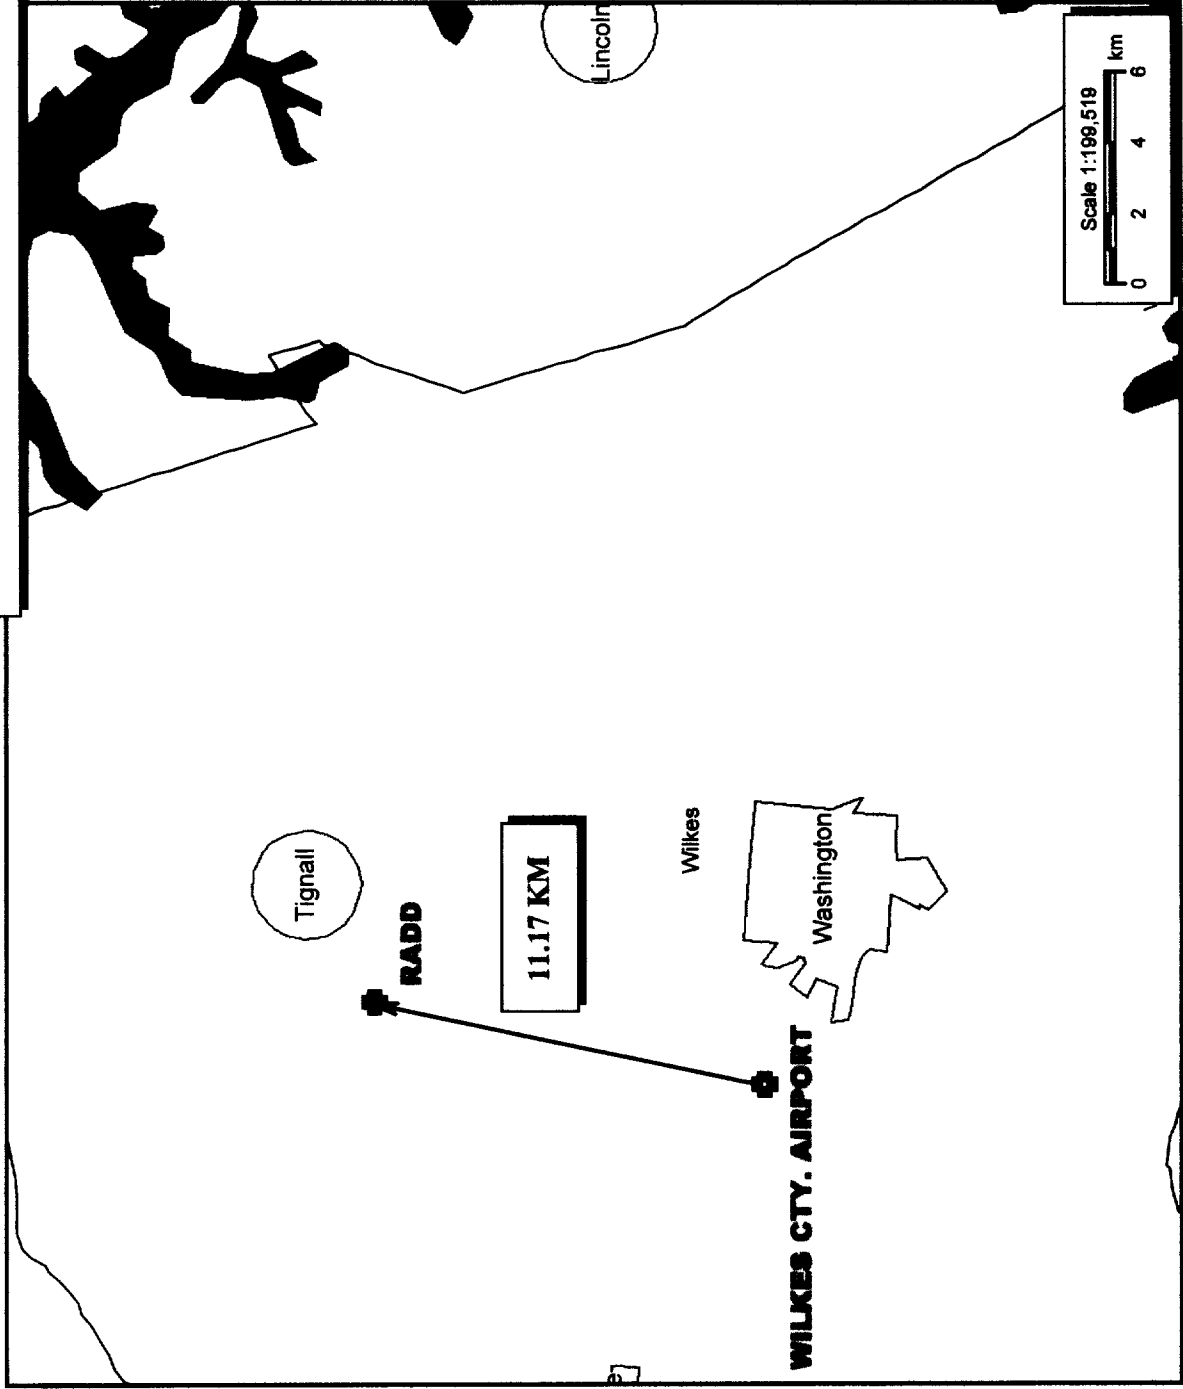 Lincoln
Scale 1:199,519
km
0 2 4 6
Tignall
RADD
11.17 KM
Wilkes
Washington
WILKES CTY. AIRPORT
e